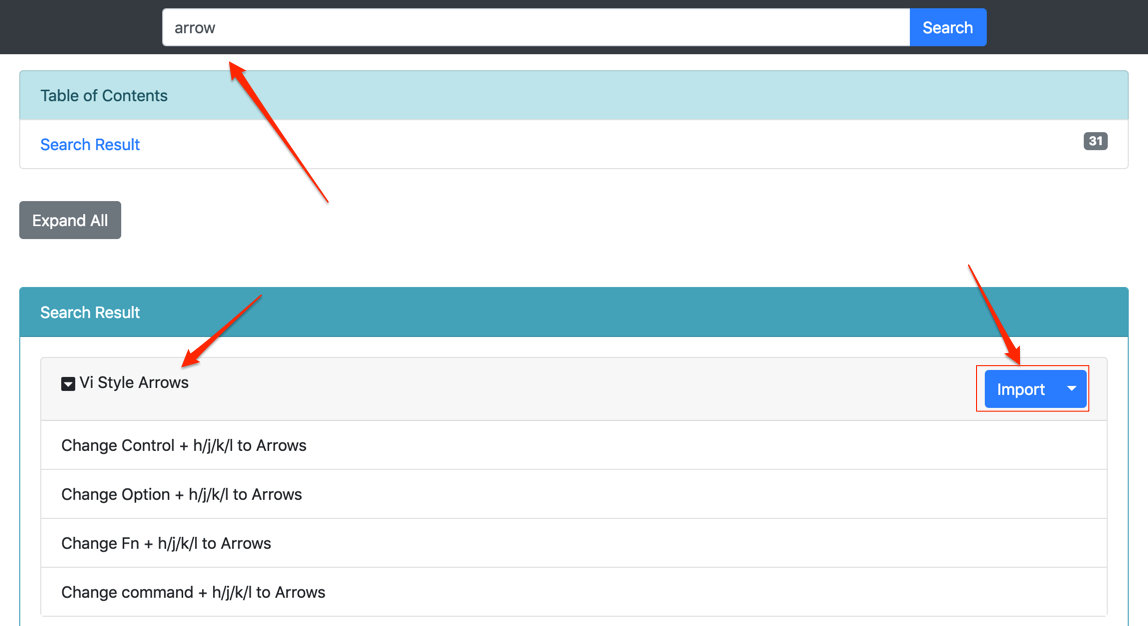 arrow Search
Table of Contents
Search Result 31
Expand All
Search Result
Vi Style Arrows Import
Change Control + h/j/k/l to Arrows
Change Option + h/j/k/l to Arrows
Change Fn + h/j/k/l to Arrows
Change command + h/j/k/l to Arrows